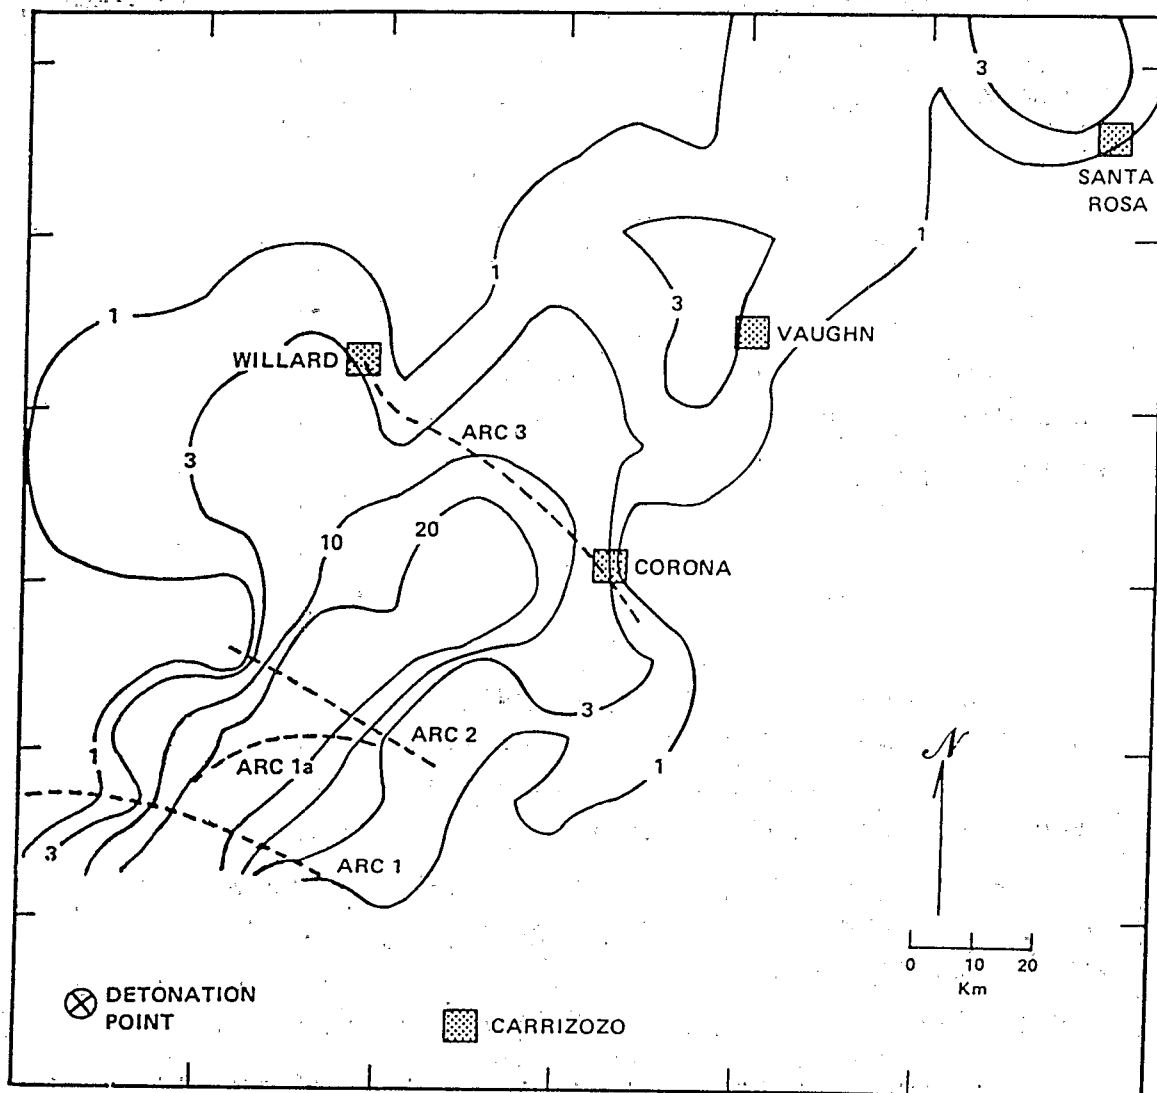 3
SANTA
ROSA
1
1
3
1
VAUGHN
WILLARD
ARC 3
3
20
10
CORONA
3
ARC 2
N
1
ARC 1a
1
3
ARC 1
0 10 20
Km
DETONATION
POINT
CARRIZOZO